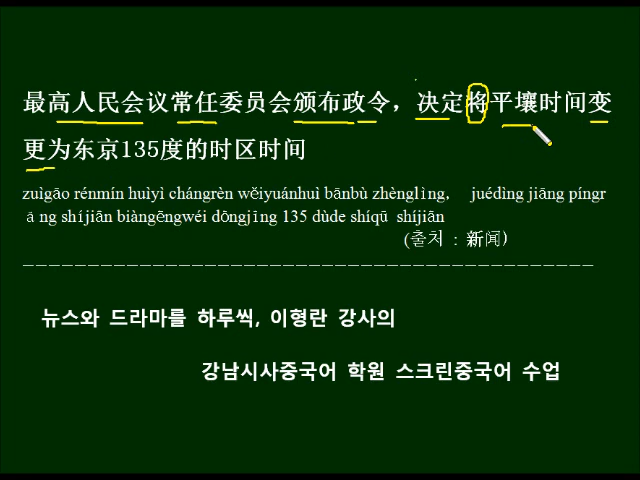 最高人民会议常任委员会颁布政令，决定将平壤时间变
更为东京135度的时区时间
zuìgāo rénmín huìyì chángrèn wěiyuánhuì bānbù zhènglìng， juédìng jiāng píngr
ǎng shíjiān biàngēngwéi dōngjīng 135 dùde shíqū shíjiān
(출처 : 新闻)
뉴스와 드라마를 하루씩, 이형란 강사의
강남시사중국어 학원 스크린중국어 수업